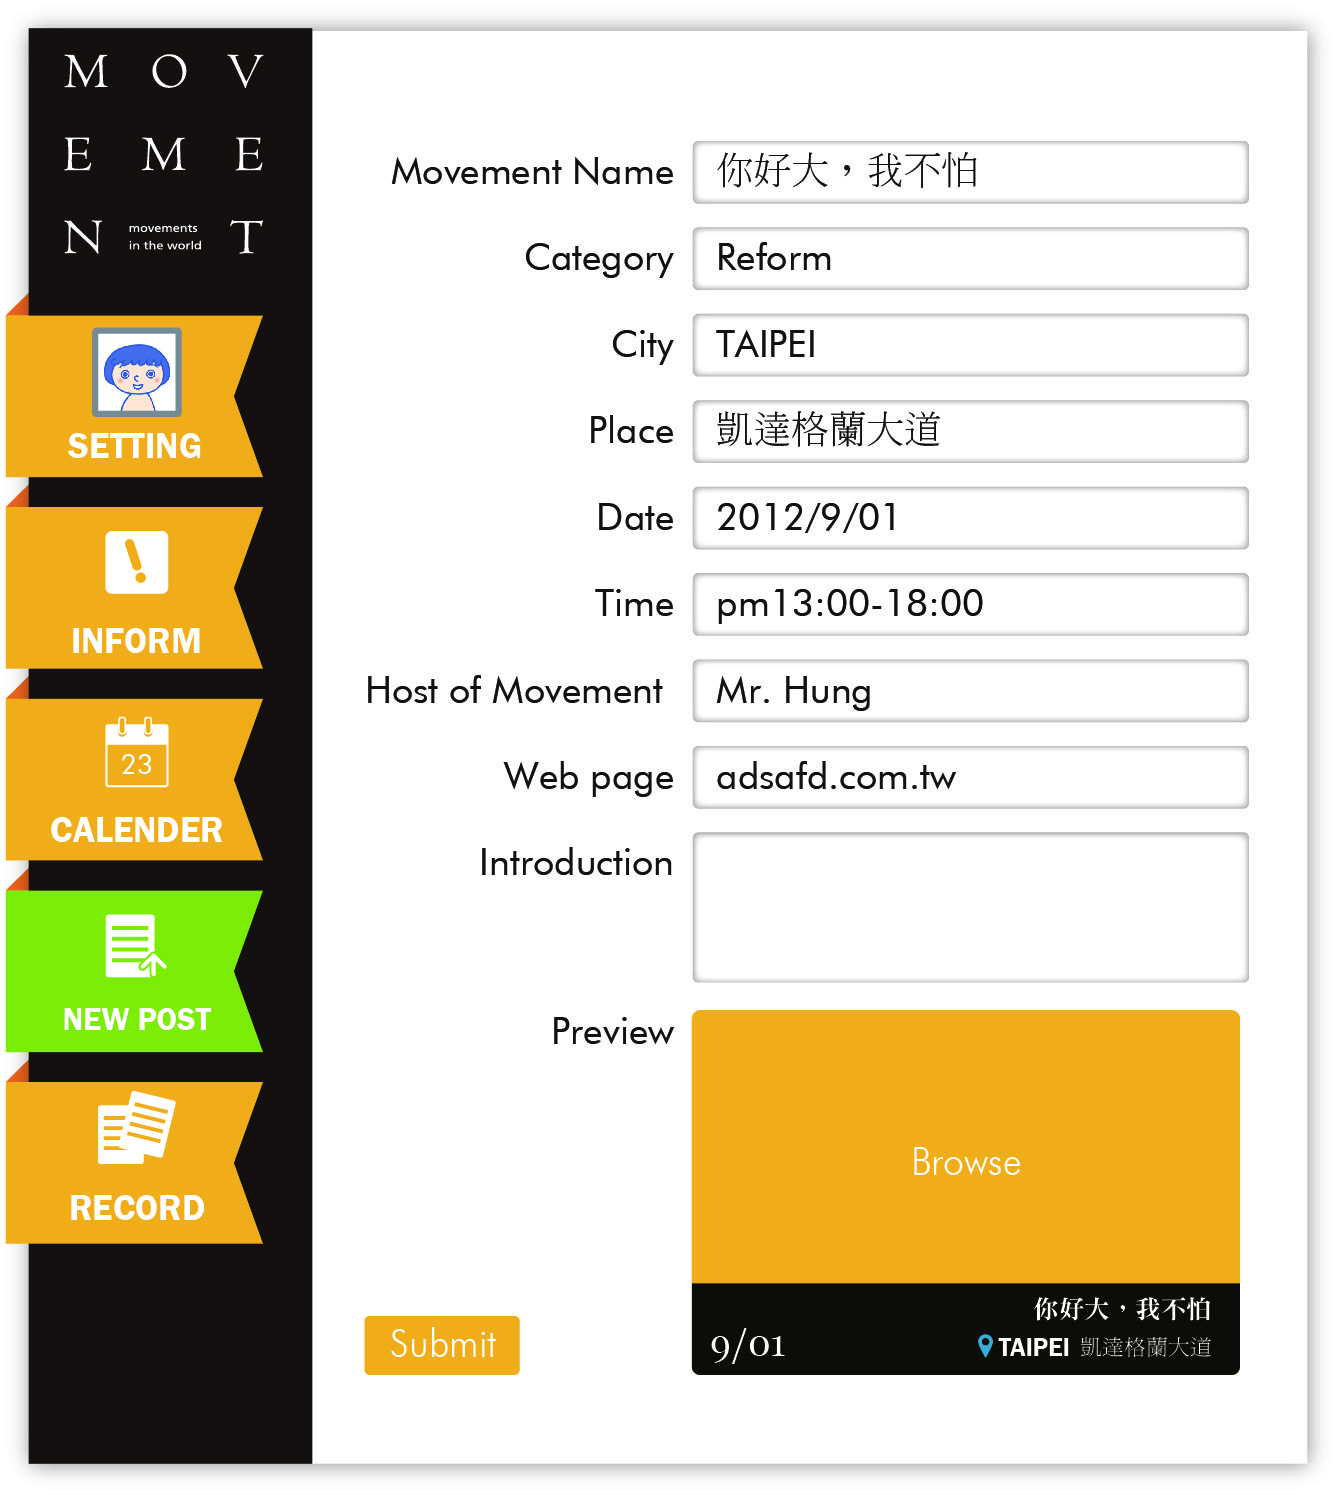 M O V
E M E
N movements in the world T
SETTING
INFORM
23
CALENDER
NEW POST
RECORD
Movement Name 你好大，我不怕
Category Reform
City TAIPEI
Place 凱達格蘭大道
Date 2012/9/01
Time pm13:00-18:00
Host of Movement Mr. Hung
Web page adsafd.com.tw
Introduction
Preview
Browse
你好大，我不怕
9/01
TAIPEI 凱達格蘭大道
Submit